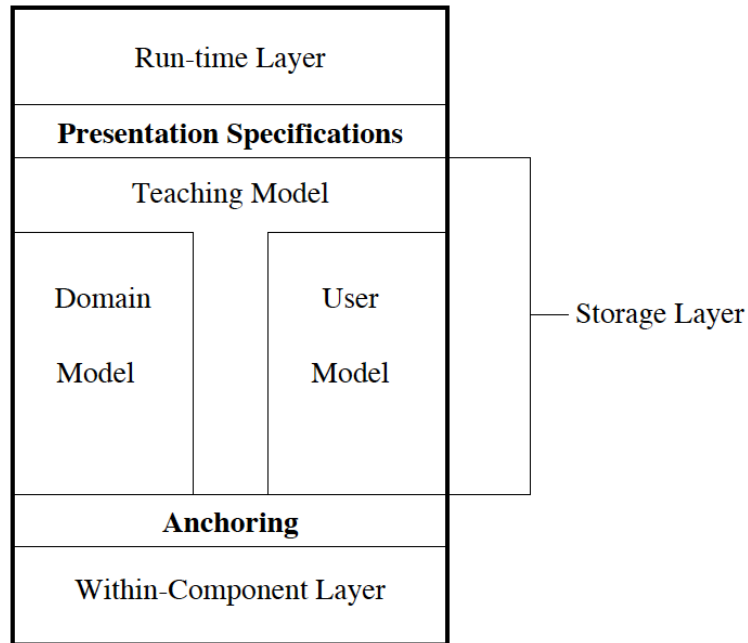 Run-time Layer
Presentation Specifications
Teaching Model
Domain
Model
User
Model
Storage Layer
Anchoring
Within-Component Layer